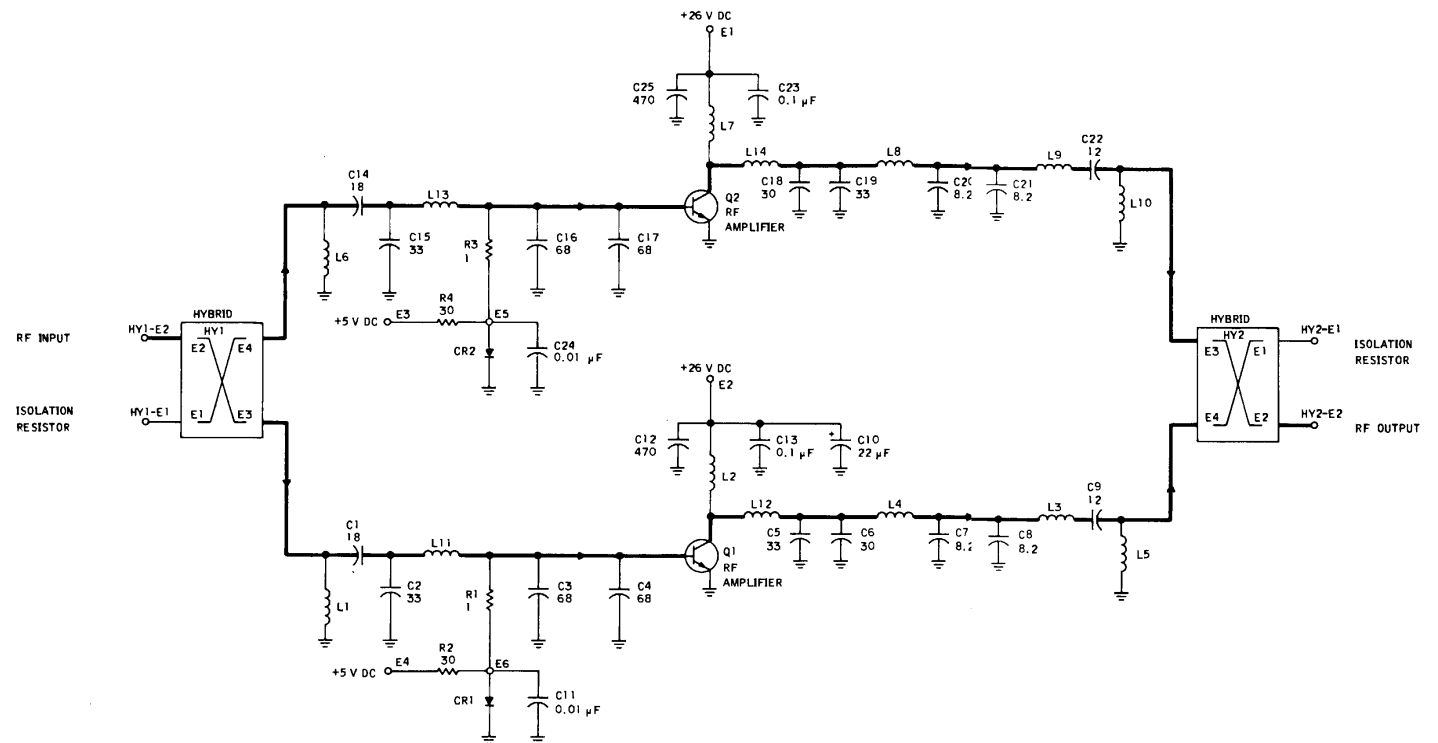 +26 V DC
E1
C25
470
C23
0.1 µF
L7
C22
12
L14
L8
L9
C14
18
L13
C18
30
C19
33
C20
8.2
C21
8.2
L10
Q2
RF
AMPLIFIER
C15
33
R3
1
C16
68
C17
68
L6
R4
30
+5 V DC
E3
E5
HYBRID
HY1
RF INPUT
HY1-E2
E2
E4
CR2
C24
0.01 µF
HYBRID
HY2
HY2-E1
ISOLATION
RESISTOR
E3
E1
ISOLATION
RESISTOR
HY1-E1
E1
E3
+26 V DC
E2
E4
E2
HY2-E2
RF OUTPUT
C12
470
C13
0.1 µF
+
C10
22 µF
L2
C9
12
L12
L4
L3
C1
18
L11
C5
33
C6
30
C7
8.2
C8
8.2
L5
Q1
RF
AMPLIFIER
C2
33
R1
1
C3
68
C4
68
L1
R2
30
+5 V DC
E4
E6
CR1
C11
0.01 µF